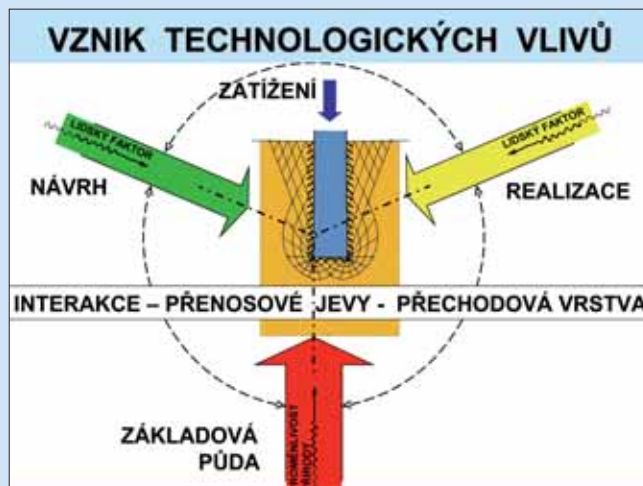 VZNIK TECHNOLOGICKÝCH VLIVŮ
ZATÍŽENÍ
LIDSKÝ FAKTOR
LIDSKÝ FAKTOR
NÁVRH
REALIZACE
INTERAKCE – PŘENOSOVÉ JEVY - PŘECHODOVÁ VRSTVA
ZÁKLADOVÁ
PŮDA